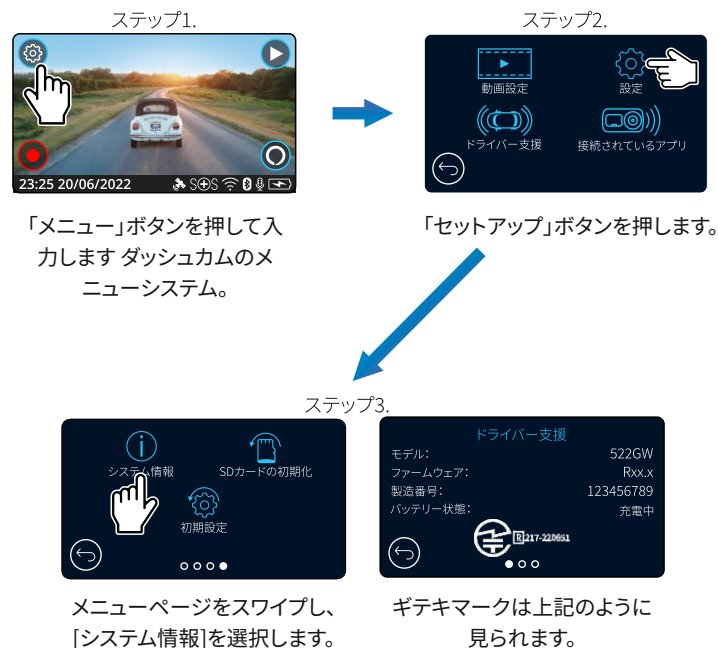 ステップ1.
23:25 20/06/2022 SOS
「メニュー」ボタンを押して入
力します ダッシュカムのメ
ニューシステム。
ステップ2.
動画設定
設定
ドライバー支援
接続されているアプリ
「セットアップ」ボタンを押します。
ステップ3.
システム情報
SDカードの初期化
初期設定
メニューページをスワイプし、
[システム情報]を選択します。
ドライバー支援
モデル: 522GW
ファームウェア: Rxx.x
製造番号: 123456789
バッテリー状態: 充電中
R 217-220651
ギテキマークは上記のように
見られます。